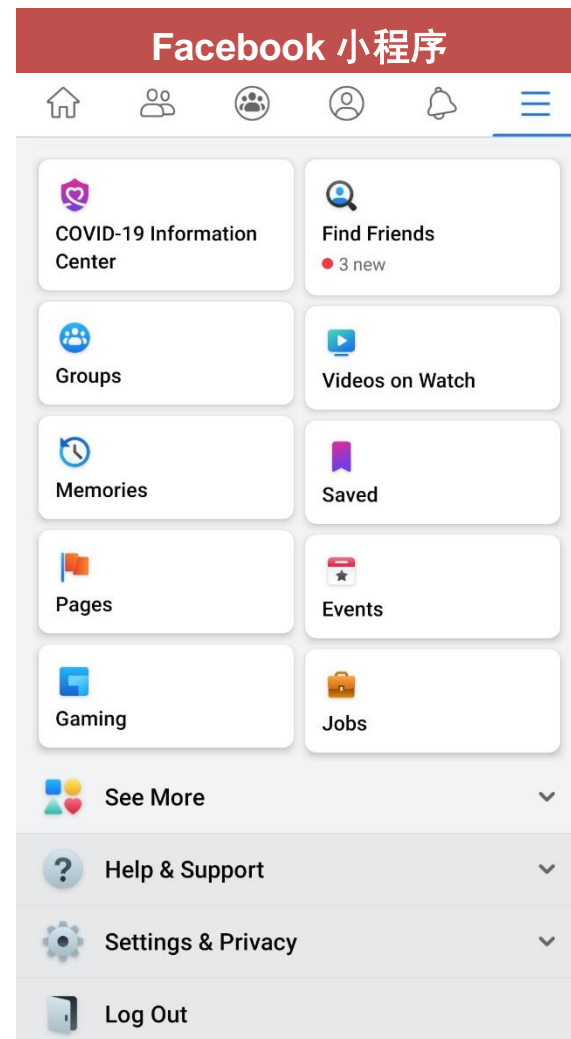 Facebook 小程序
COVID-19 Information
Center
Find Friends
3 new
Groups
Videos on Watch
Memories
Saved
Pages
Events
Gaming
Jobs
See More
Help & Support
Settings & Privacy
Log Out